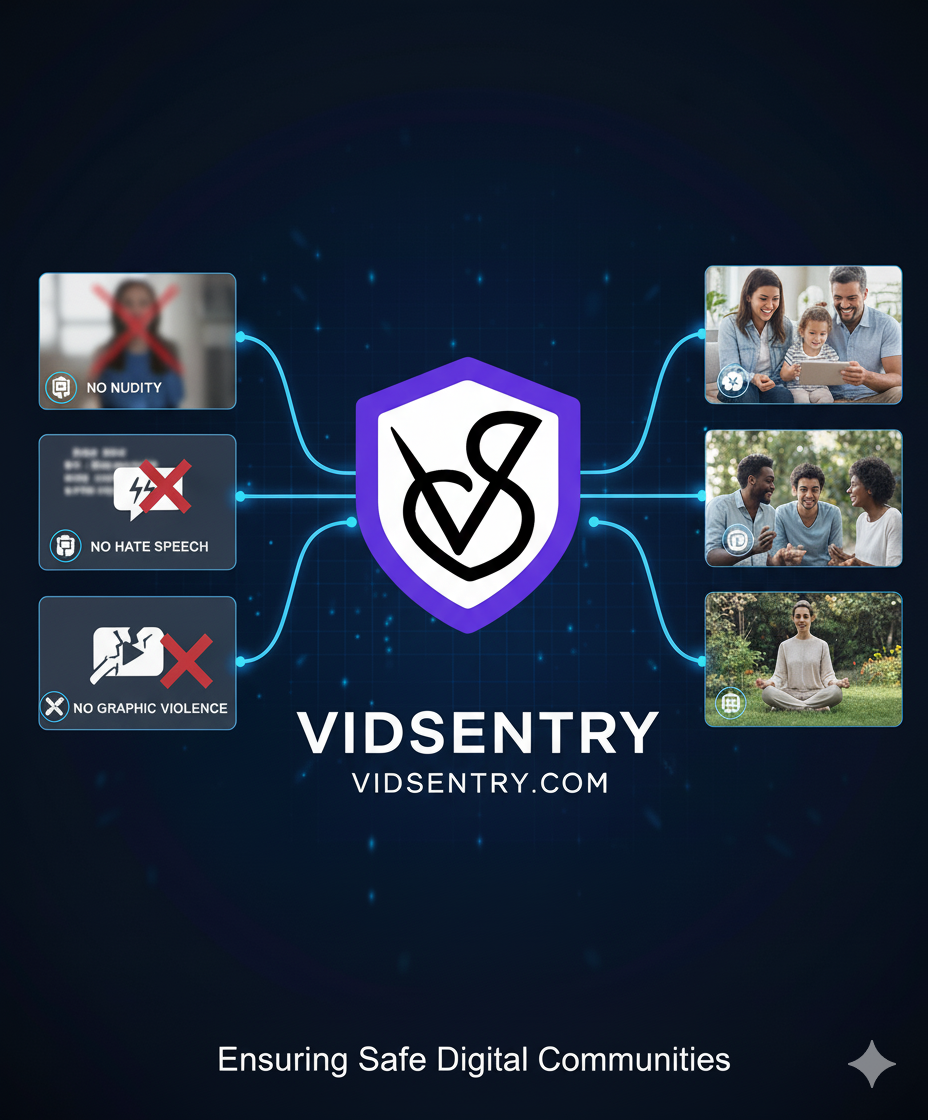 NO NUDITY
NO HATE SPEECH
NO GRAPHIC VIOLENCE
VIDSENTRY
VIDSENTRY.COM
Ensuring Safe Digital Communities